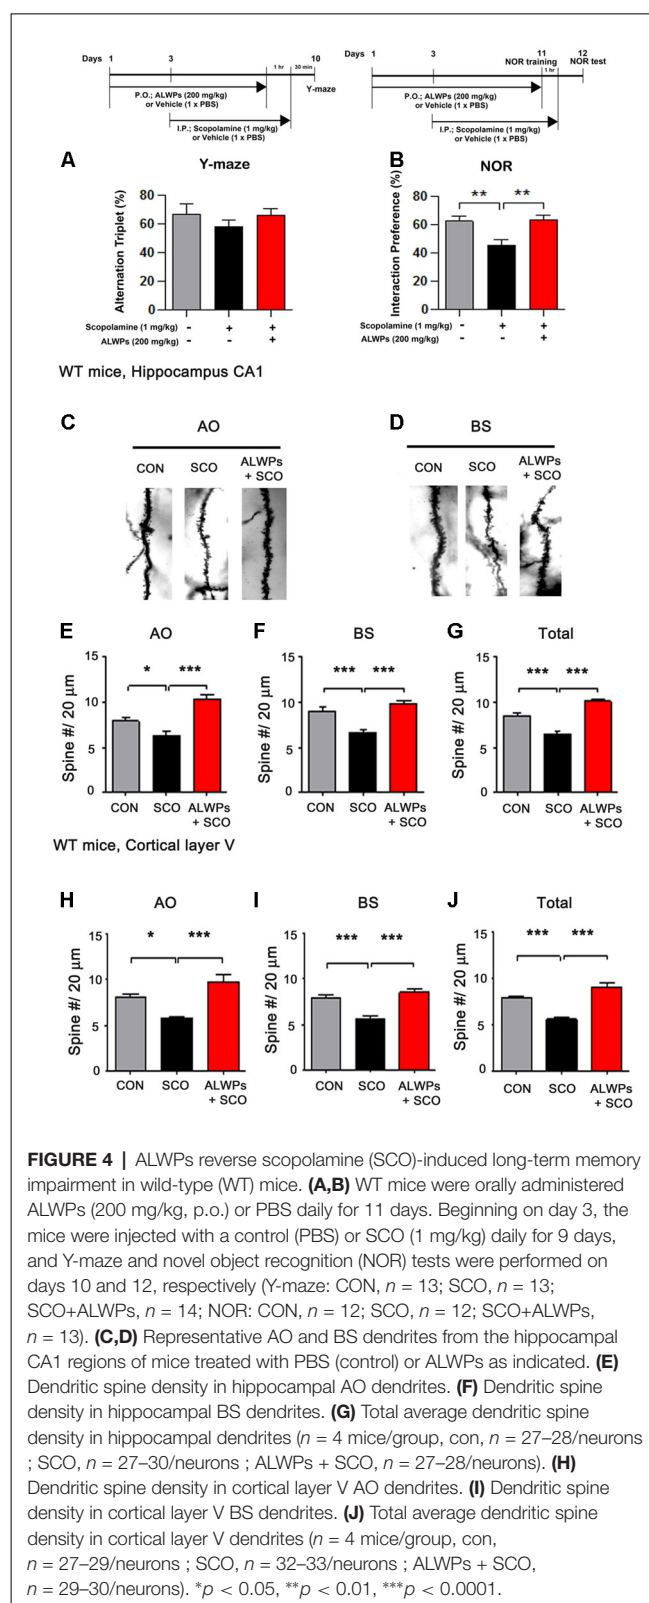 Days 1 3 10
1 hr 30 min
Y-maze
P.O.; ALWPs (200 mg/kg)
or Vehicle (1 x PBS)
I.P.; Scopolamine (1 mg/kg)
or Vehicle (1 x PBS)
Days 1 3 11 12
NOR training NOR test
1 hr
P.O.; ALWPs (200 mg/kg)
or Vehicle (1 x PBS)
I.P.; Scopolamine (1 mg/kg)
or Vehicle (1 x PBS)
A
Y-maze
Alternation Triplet (%)
80
60
40
20
0
Scopolamine (1 mg/kg) - + +
ALWPs (200 mg/kg) - - +
B
NOR
Interaction Preference (%)
80
60
40
20
0
** **
Scopolamine (1 mg/kg) - + +
ALWPs (200 mg/kg) - - +
WT mice, Hippocampus CA1
C
AO
CON SCO ALWPs
+ SCO
D
BS
CON SCO ALWPs
+ SCO
E
AO
Spine #/ 20 µm
15
10
5
0
* ***
CON SCO ALWPs
+ SCO
F
BS
15
10
5
0
*** ***
CON SCO ALWPs
+ SCO
G
Total
Spine #/ 20 µm
15
10
5
0
*** ***
CON SCO ALWPs
+ SCO
WT mice, Cortical layer V
H
AO
Spine #/ 20 µm
15
10
5
0
* ***
CON SCO ALWPs
+ SCO
I
BS
Spine #/ 20 µm
15
10
5
0
*** ***
CON SCO ALWPs
+ SCO
J
Total
Spine #/ 20 µm
15
10
5
0
*** ***
CON SCO ALWPs
+ SCO
FIGURE 4 | ALWPs reverse scopolamine (SCO)-induced long-term memory
impairment in wild-type (WT) mice. (A,B) WT mice were orally administered
ALWPs (200 mg/kg, p.o.) or PBS daily for 11 days. Beginning on day 3, the
mice were injected with a control (PBS) or SCO (1 mg/kg) daily for 9 days,
and Y-maze and novel object recognition (NOR) tests were performed on
days 10 and 12, respectively (Y-maze: CON, n = 13; SCO, n = 13;
SCO+ALWPs, n = 14; NOR: CON, n = 12; SCO, n = 12; SCO+ALWPs,
n = 13). (C,D) Representative AO and BS dendrites from the hippocampal
CA1 regions of mice treated with PBS (control) or ALWPs as indicated. (E)
Dendritic spine density in hippocampal AO dendrites. (F) Dendritic spine
density in hippocampal BS dendrites. (G) Total average dendritic spine
density in hippocampal dendrites (n = 4 mice/group, con, n = 27–28/neurons
; SCO, n = 27–30/neurons ; ALWPs + SCO, n = 27–28/neurons). (H)
Dendritic spine density in cortical layer V AO dendrites. (I) Dendritic spine
density in cortical layer V BS dendrites. (J) Total average dendritic spine
density in cortical layer V dendrites (n = 4 mice/group, con,
n = 27–29/neurons ; SCO, n = 32–33/neurons ; ALWPs + SCO,
n = 29–30/neurons). *p < 0.05, **p < 0.01, ***p < 0.0001.